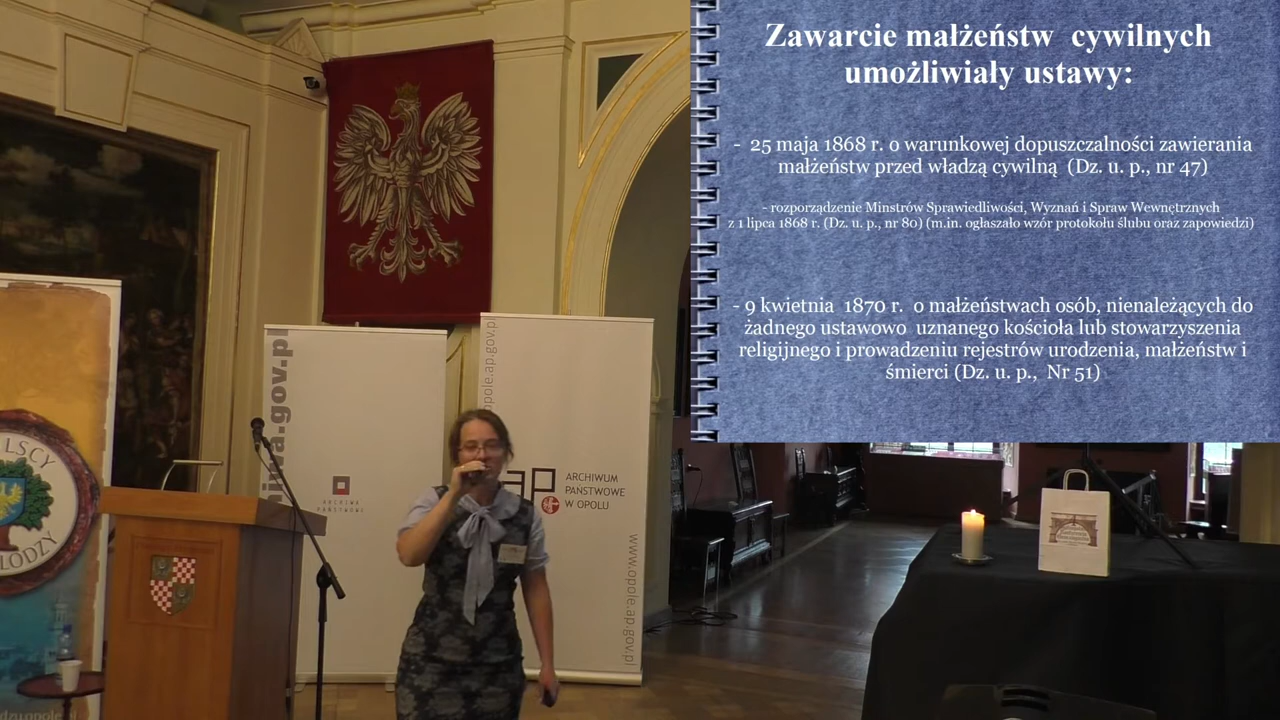 Zawarcie małżeństw cywilnych
umożliwiały ustawy:
- 25 maja 1868 r. o warunkowej dopuszczalności zawierania
małżeństw przed władzą cywilną (Dz. u. p., nr 47)
- rozporządzenie Minstrów Sprawiedliwości, Wyznań i Spraw Wewnętrznych
z 1 lipca 1868 r. (Dz. u. p., nr 80) (m.in. ogłaszało wzór protokołu ślubu oraz zapowiedzi)
- 9 kwietnia 1870 r. o małżeństwach osób, nienależących do
żadnego ustawowo uznanego kościoła lub stowarzyszenia
religijnego i prowadzeniu rejestrów urodzenia, małżeństw i
śmierci (Dz. u. p., Nr 51)
opole.ap.gov.pl
ap
ARCHIWUM
PAŃSTWOWE
W OPOLU
www.opole.ap.gov.pl
ARCHIWA
PAŃSTWOWE